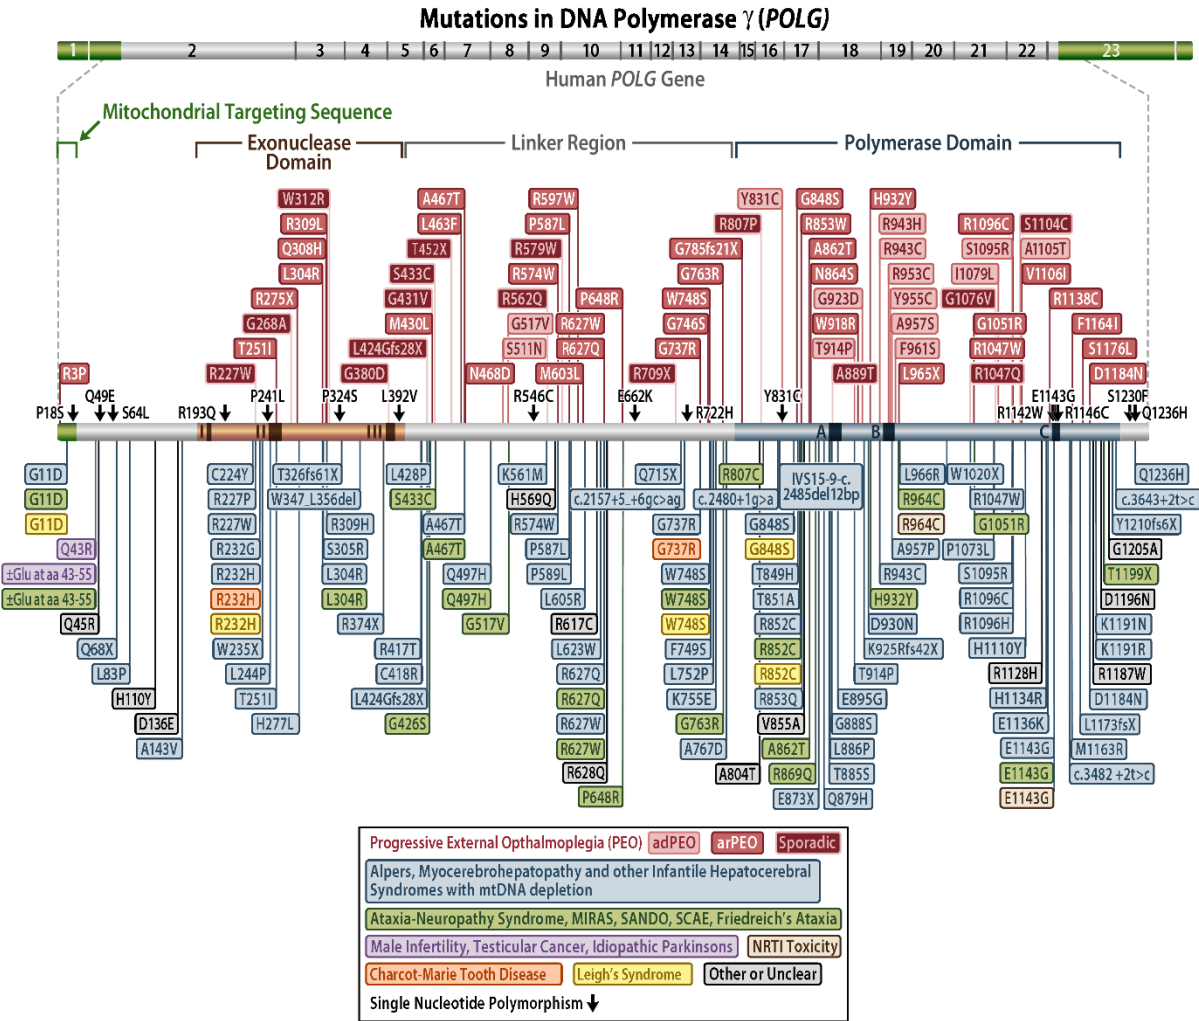 Mutations in DNA Polymerase γ (POLG)
1 2 3 4 5 6 7 8 9 10 11 12 13 14 15 16 17 18 19 20 21 22 23
Human POLG Gene
Mitochondrial Targeting Sequence
Exonuclease Domain
Linker Region
Polymerase Domain
W312R A467T R597W Y831C G848S H932Y
R309L L463F P587L R807P R853W R943H R1096C S1104C
Q308H T452X R579W G785fs21X A862T R943C S1095R A1105T
L304R S433C R574W G763R N864S R953C I1079L V1106I
R275X G431V R562Q P648R W748S G923D Y955C G1076V R1138C
G268A M430L G517V R627W G746S W918R A957S G1051R F1164I
T251I L424Gfs28X S511N R627Q G737R T914P F961S R1047W S1176L
R3P R227W G380D N468D M603L R709X A889T L965X R1047Q D1184N
Q49E P241L P324S L392V R546C E662K Y831C E1143G S1230F
P18S S64L R193Q R722H R1142W R1146C Q1236H
I II III A B C
G11D C224Y T326fs61X L428P K561M Q715X R807C IVS15-9-c. 2485del12bp L966R W1020X Q1236H
G11D R227P W347_L356del S433C H569Q c.2157+5_+6gc>ag c.2480+1g>a R964C R1047W c.3643+2t>c
G11D R227W R309H A467T R574W G737R G848S R964C G1051R Y1210fs6X
Q43R R232G S305R A467T P587L G737R G848S A957P P1073L G1205A
±Glu at aa 43-55 R232H L304R Q497H P589L W748S T849H R943C S1095R T1199X
±Glu at aa 43-55 R232H L304R Q497H L605R W748S T851A H932Y R1096C D1196N
Q45R R232H R374X G517V R617C W748S R852C D930N R1096H K1191N
Q68X W235X R417T L623W F749S R852C K925Rfs42X H1110Y K1191R
L83P L244P C418R R627Q L752P R852C T914P R1128H R1187W
H110Y T251I L424Gfs28X R627Q K755E R853Q E895G H1134R D1184N
D136E H277L G426S R627W G763R V855A G888S E1136K L1173fsX
A143V R627W A767D A862T L886P E1143G M1163R
R628Q A804T R869Q T885S E1143G c.3482 +2t>c
P648R E873X Q879H E1143G
Progressive External Opthalmoplegia (PEO) adPEO arPEO Sporadic
Alpers, Myocerebrohepatopathy and other Infantile Hepatocerebral
Syndromes with mtDNA depletion
Ataxia-Neuropathy Syndrome, MIRAS, SANDO, SCAE, Friedreich's Ataxia
Male Infertility, Testicular Cancer, Idiopathic Parkinsons NRTI Toxicity
Charcot-Marie Tooth Disease Leigh's Syndrome Other or Unclear
Single Nucleotide Polymorphism